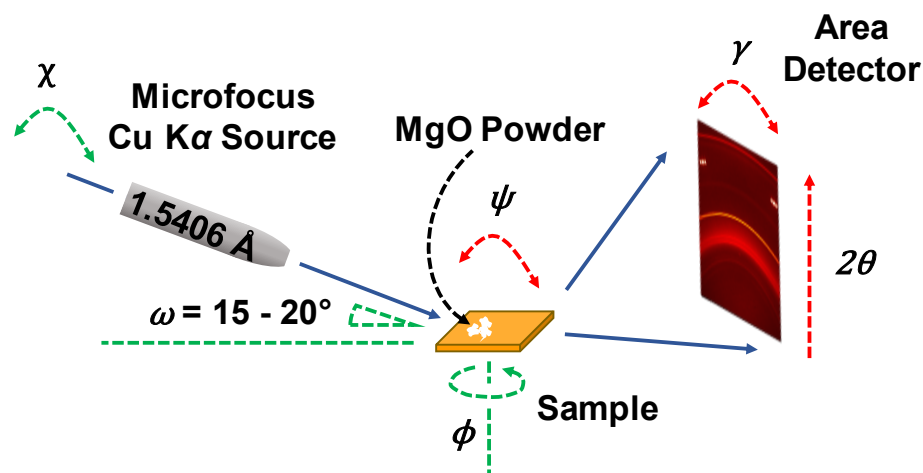 χ
Microfocus
Cu Kα Source
1.5406 Å
MgO Powder
ψ
γ
Area
Detector
2θ
ω = 15 - 20°
ϕ
Sample